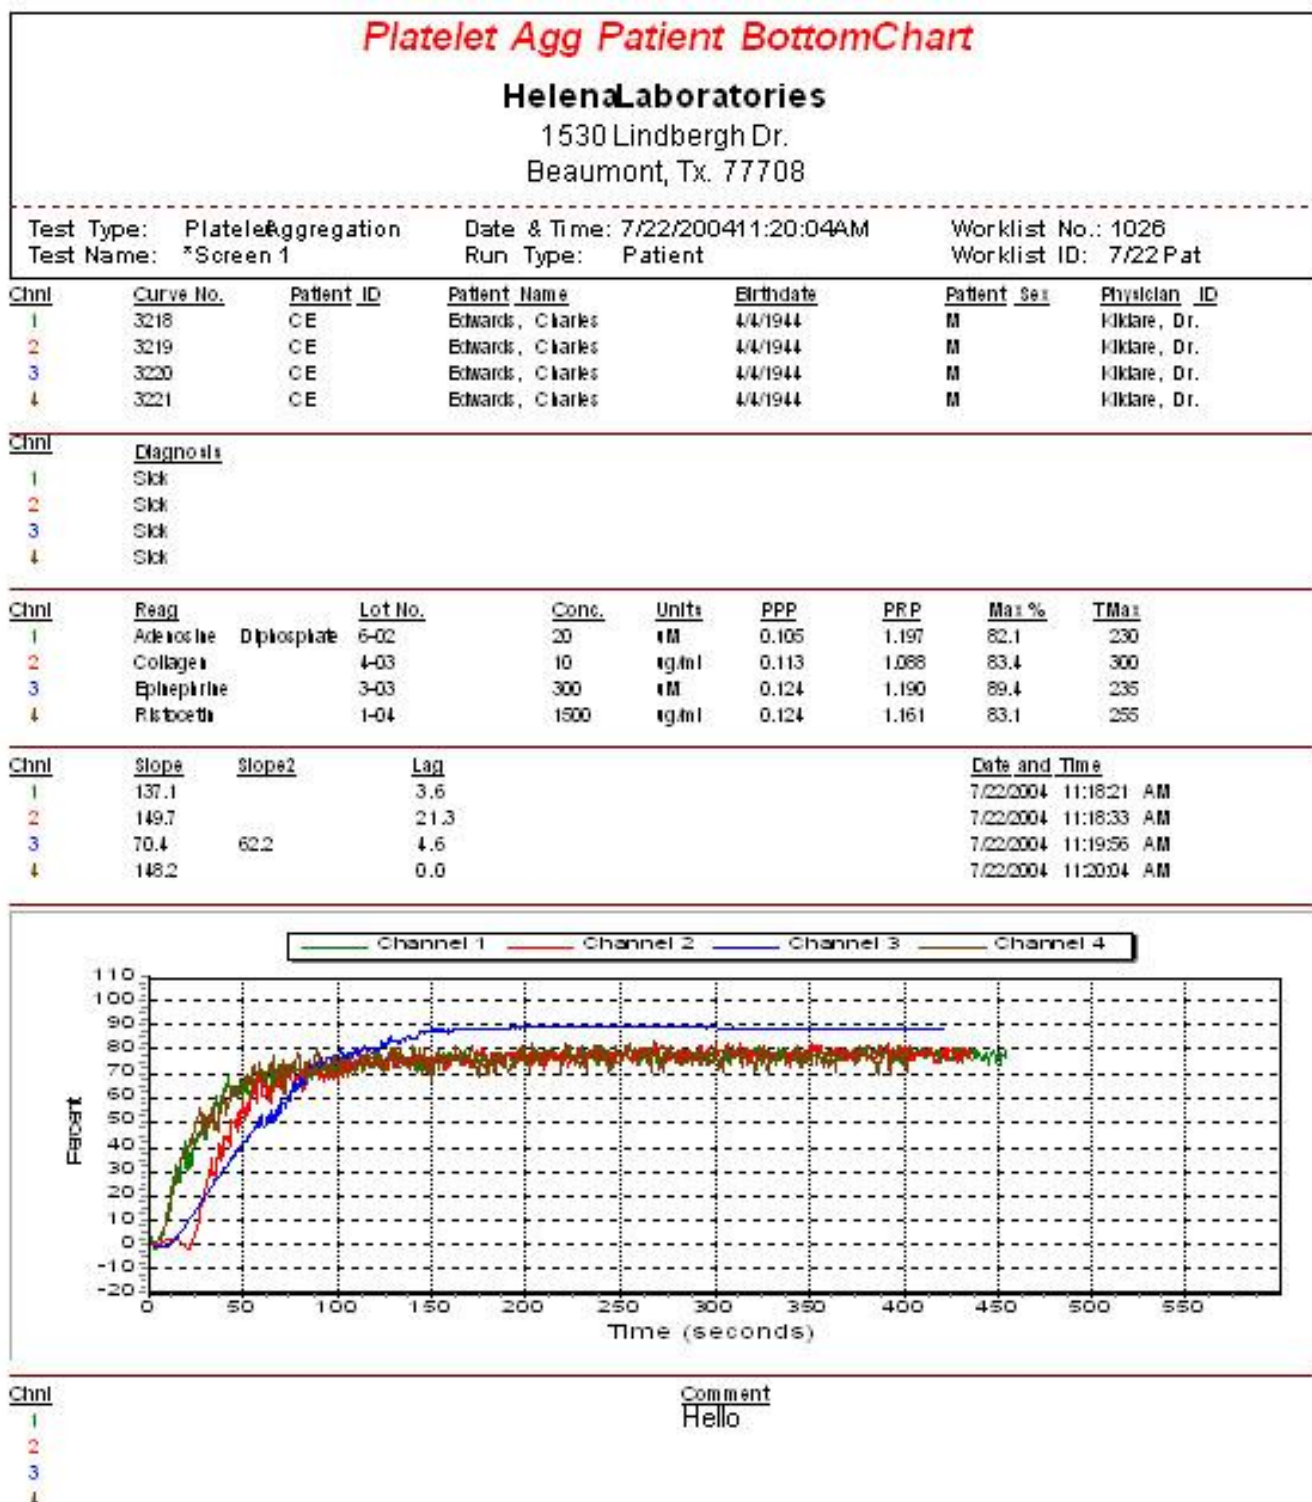 Platelet Agg Patient BottomChart
HelenaLaboratories
1530 Lindbergh Dr.
Beaumont, Tx. 77708
Test Type: PlateletAggregation Date & Time: 7/22/200411:20:04AM Worklist No.: 1026
Test Name: *Screen 1 Run Type: Patient Worklist ID: 7/22 Pat
Chnl Curve No. Patient ID Patient Name Birthdate Patient Sex Physician ID
1 3218 CE Edwards, Charles 4/4/1944 M Kildare, Dr.
2 3219 CE Edwards, Charles 4/4/1944 M Kildare, Dr.
3 3220 CE Edwards, Charles 4/4/1944 M Kildare, Dr.
4 3221 CE Edwards, Charles 4/4/1944 M Kildare, Dr.
Chnl Diagnosis
1 Sick
2 Sick
3 Sick
4 Sick
Chnl Reag Lot No. Conc. Units PPP PRP Max % TMax
1 Adenosine Diphosphate 6-02 20 uM 0.105 1.197 82.1 230
2 Collagen 4-03 10 ug/ml 0.113 1.088 83.4 300
3 Epinephrine 3-03 300 uM 0.124 1.190 89.4 235
4 Ristocetin 1-04 1500 ug/ml 0.124 1.161 83.1 255
Chnl Slope Slope2 Lag Date and Time
1 137.1 3.6 7/22/2004 11:18:21 AM
2 149.7 21.3 7/22/2004 11:18:33 AM
3 70.4 62.2 4.6 7/22/2004 11:19:56 AM
4 148.2 0.0 7/22/2004 11:20:04 AM
Channel 1 Channel 2 Channel 3 Channel 4
110
100
90
80
70
60
50
40
30
20
10
0
-10
-20
Percent
0 50 100 150 200 250 300 350 400 450 500 550
Time (seconds)
Chnl Comment
1 Hello
2
3
4